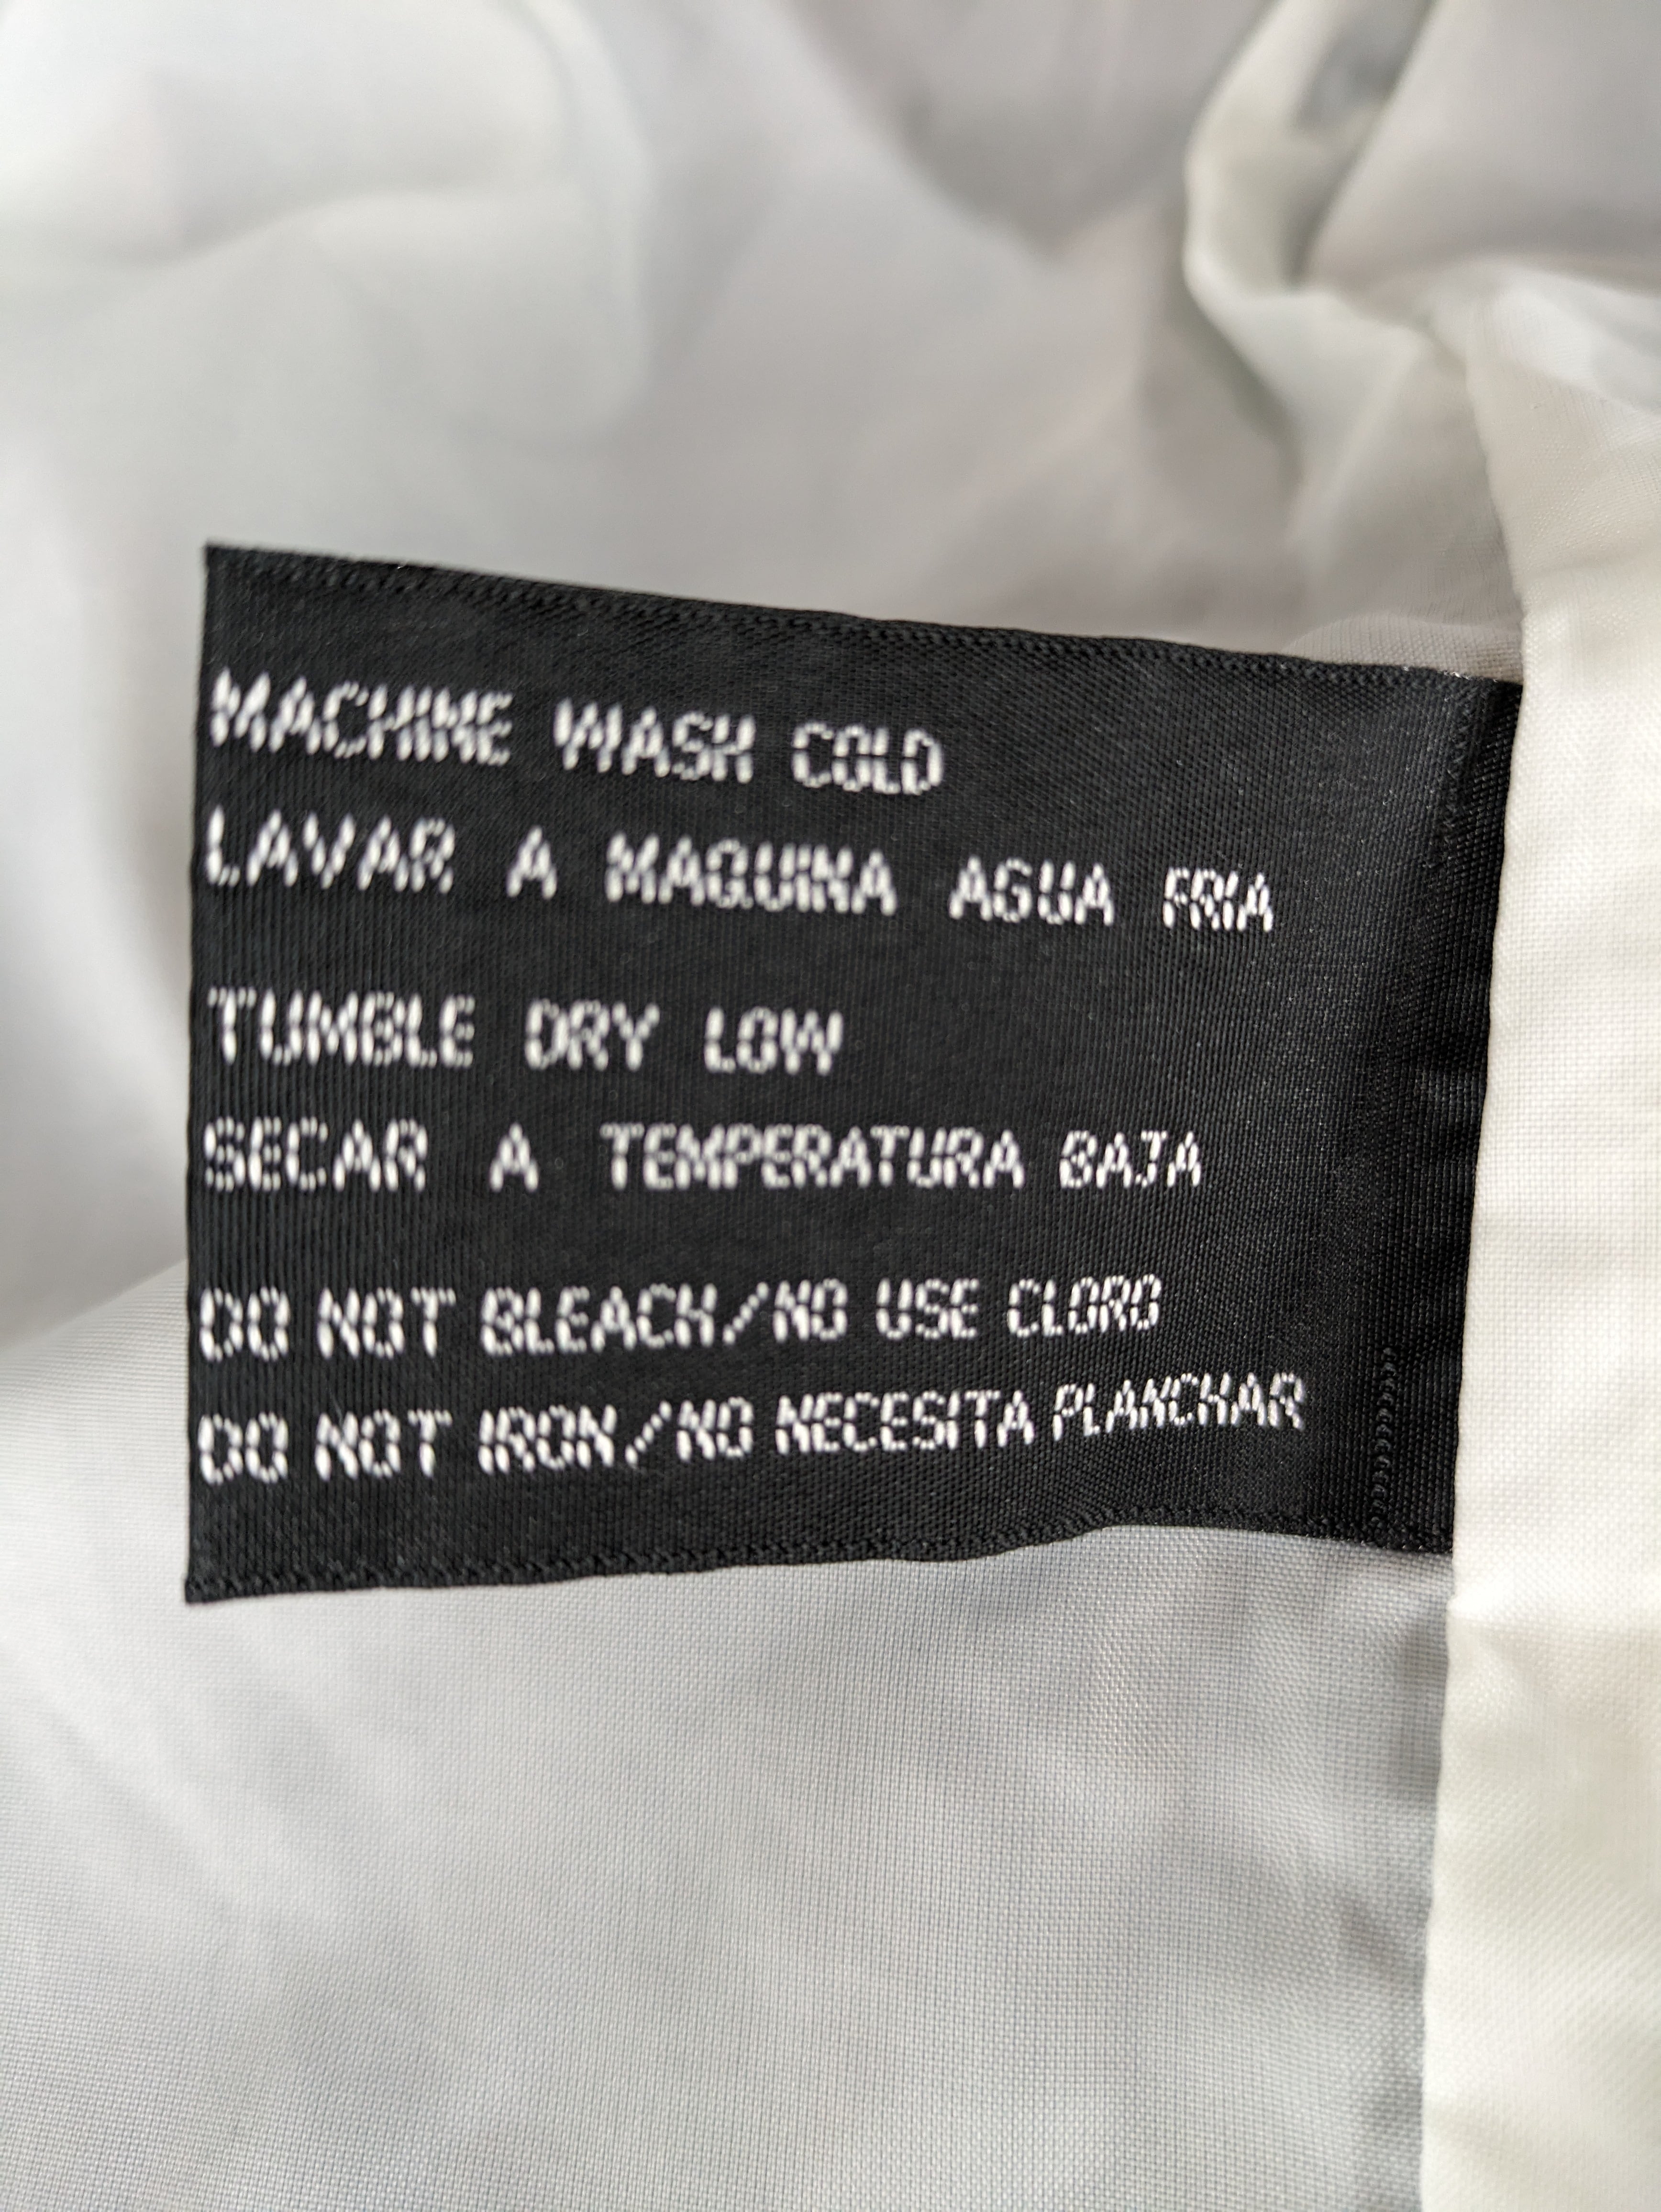 MACHINE WASH COLD
LAVAR A MAQUINA AGUA FRIA
TUMBLE DRY LOW
SECAR A TEMPERATURA BAJA
DO NOT BLEACH/NO USE CLORO
DO NOT IRON/NO NECESITA PLANCHAR